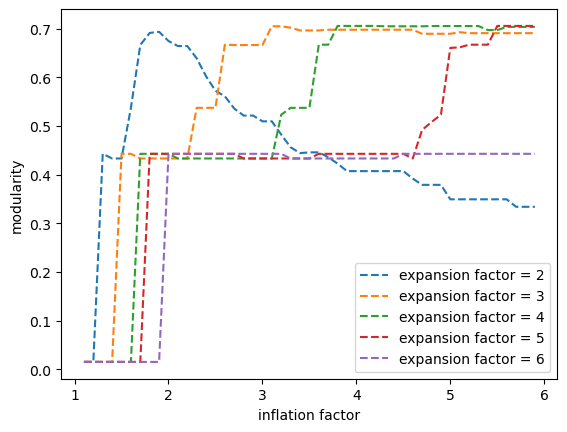 0.7
0.6
0.5
0.4
0.3
0.2
0.1
0.0
modularity
expansion factor = 2
expansion factor = 3
expansion factor = 4
expansion factor = 5
expansion factor = 6
1
2
3
4
5
6
inflation factor